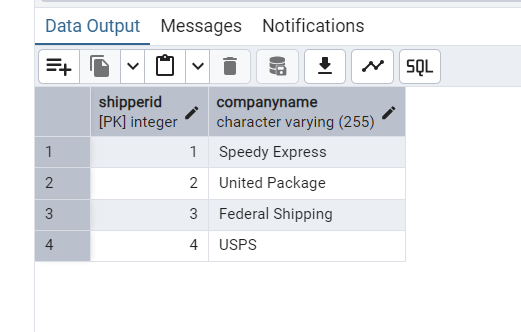 Data Output Messages Notifications
SQL
shipperid companyname
[PK] integer character varying (255)
1 1 Speedy Express
2 2 United Package
3 3 Federal Shipping
4 4 USPS